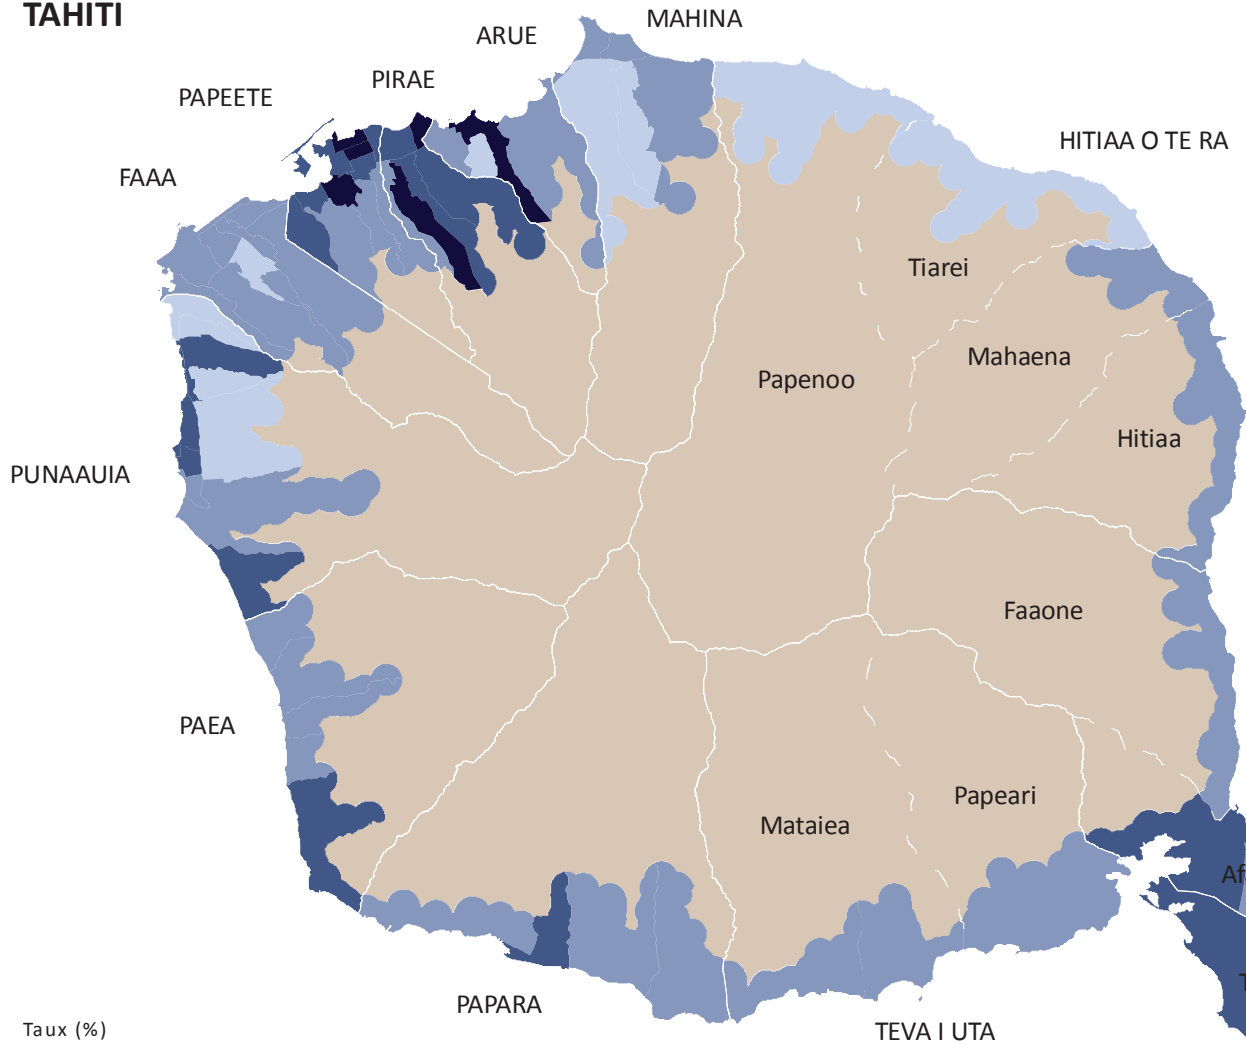 TAHITI
MAHINA
ARUE
PIRAE
PAPEETE
HITIAA O TE RA
FAAA
Tiarei
Mahaena
Papenoo
Hitiaa
PUNAAUIA
Faaone
PAEA
Papeari
Mataiea
Af
T
PAPARA
Taux (%)
TEVA I UTA